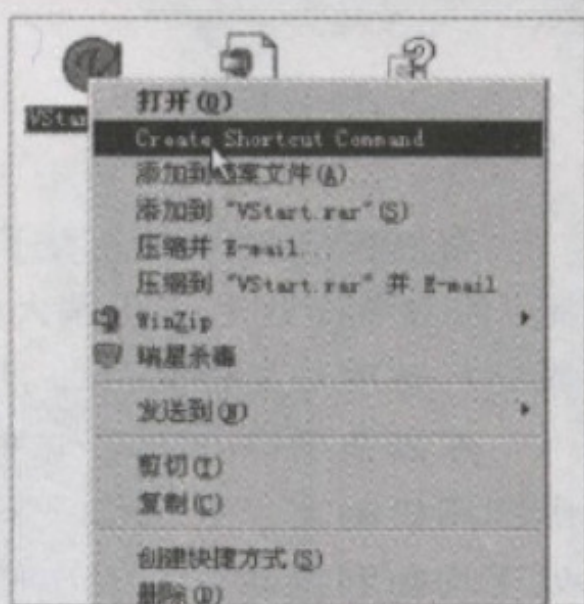 VStar
打开(O)
Create Shortcut Command
添加到档案文件(A)...
添加到 "VStart.rar"(S)
压缩并 E-mail...
压缩到 "VStart.rar" 并 E-mail
WinZip
瑞星杀毒
发送到(N)
剪切(T)
复制(C)
创建快捷方式(S)
删除(D)